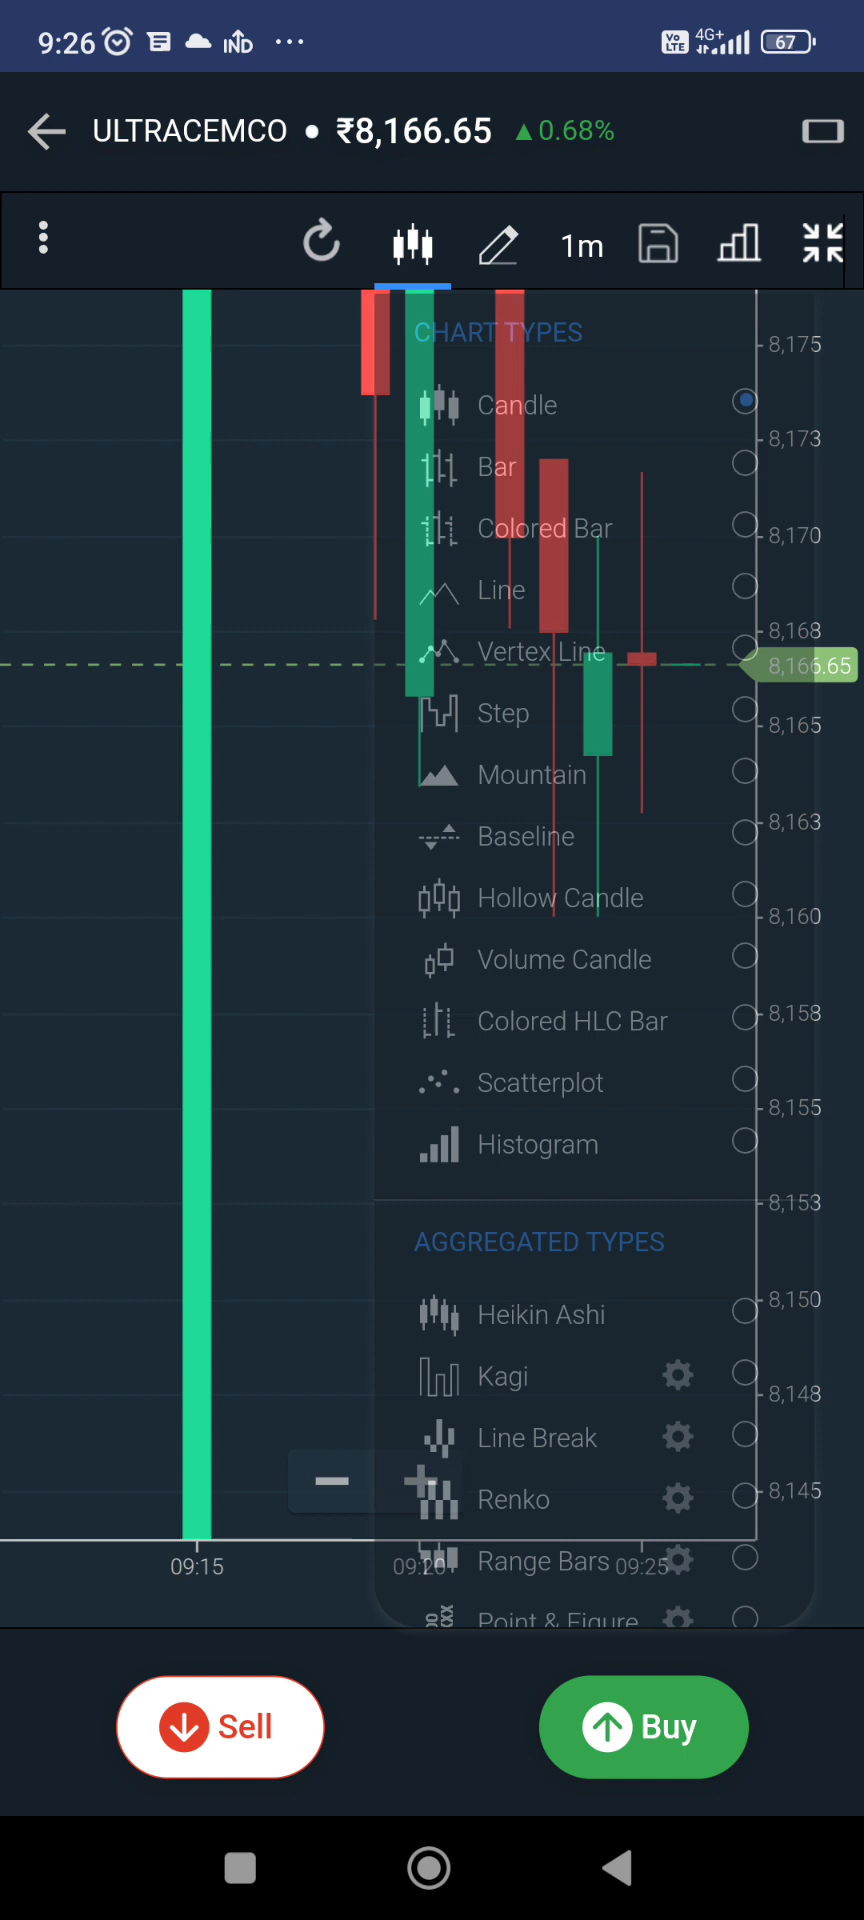 9:26 IND ... Vo LTE 4G+ 67
ULTRACEMCO • ₹8,166.65 ▲0.68%
1m
CHART TYPES
8,175
Candle
8,173
Bar
Colored Bar
8,170
Line
8,168
Vertex Line
8,166.65
Step
8,165
Mountain
8,163
Baseline
Hollow Candle
8,160
Volume Candle
8,158
Colored HLC Bar
Scatterplot
8,155
Histogram
8,153
AGGREGATED TYPES
8,150
Heikin Ashi
Kagi
8,148
Line Break
8,145
Renko
Range Bars
09:15 09:20 09:25
Point & Figure
Sell Buy